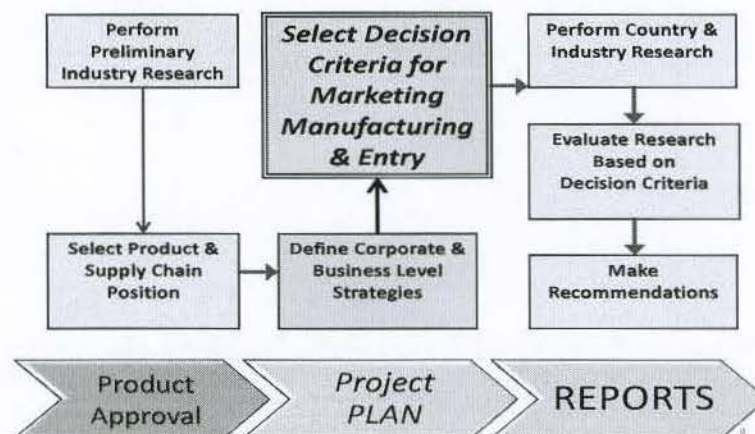 Perform
Preliminary
Industry Research
Select Product &
Supply Chain
Position
Define Corporate &
Business Level
Strategies
Select Decision
Criteria for
Marketing
Manufacturing
& Entry
Perform Country &
Industry Research
Evaluate Research
Based on
Decision Criteria
Make
Recommendations
Product
Approval
Project
PLAN
REPORTS